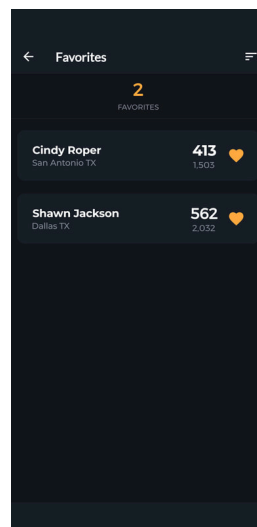 Favorites
2
FAVORITES
Cindy Roper
San Antonio TX
413
1,503
Shawn Jackson
Dallas TX
562
2,032